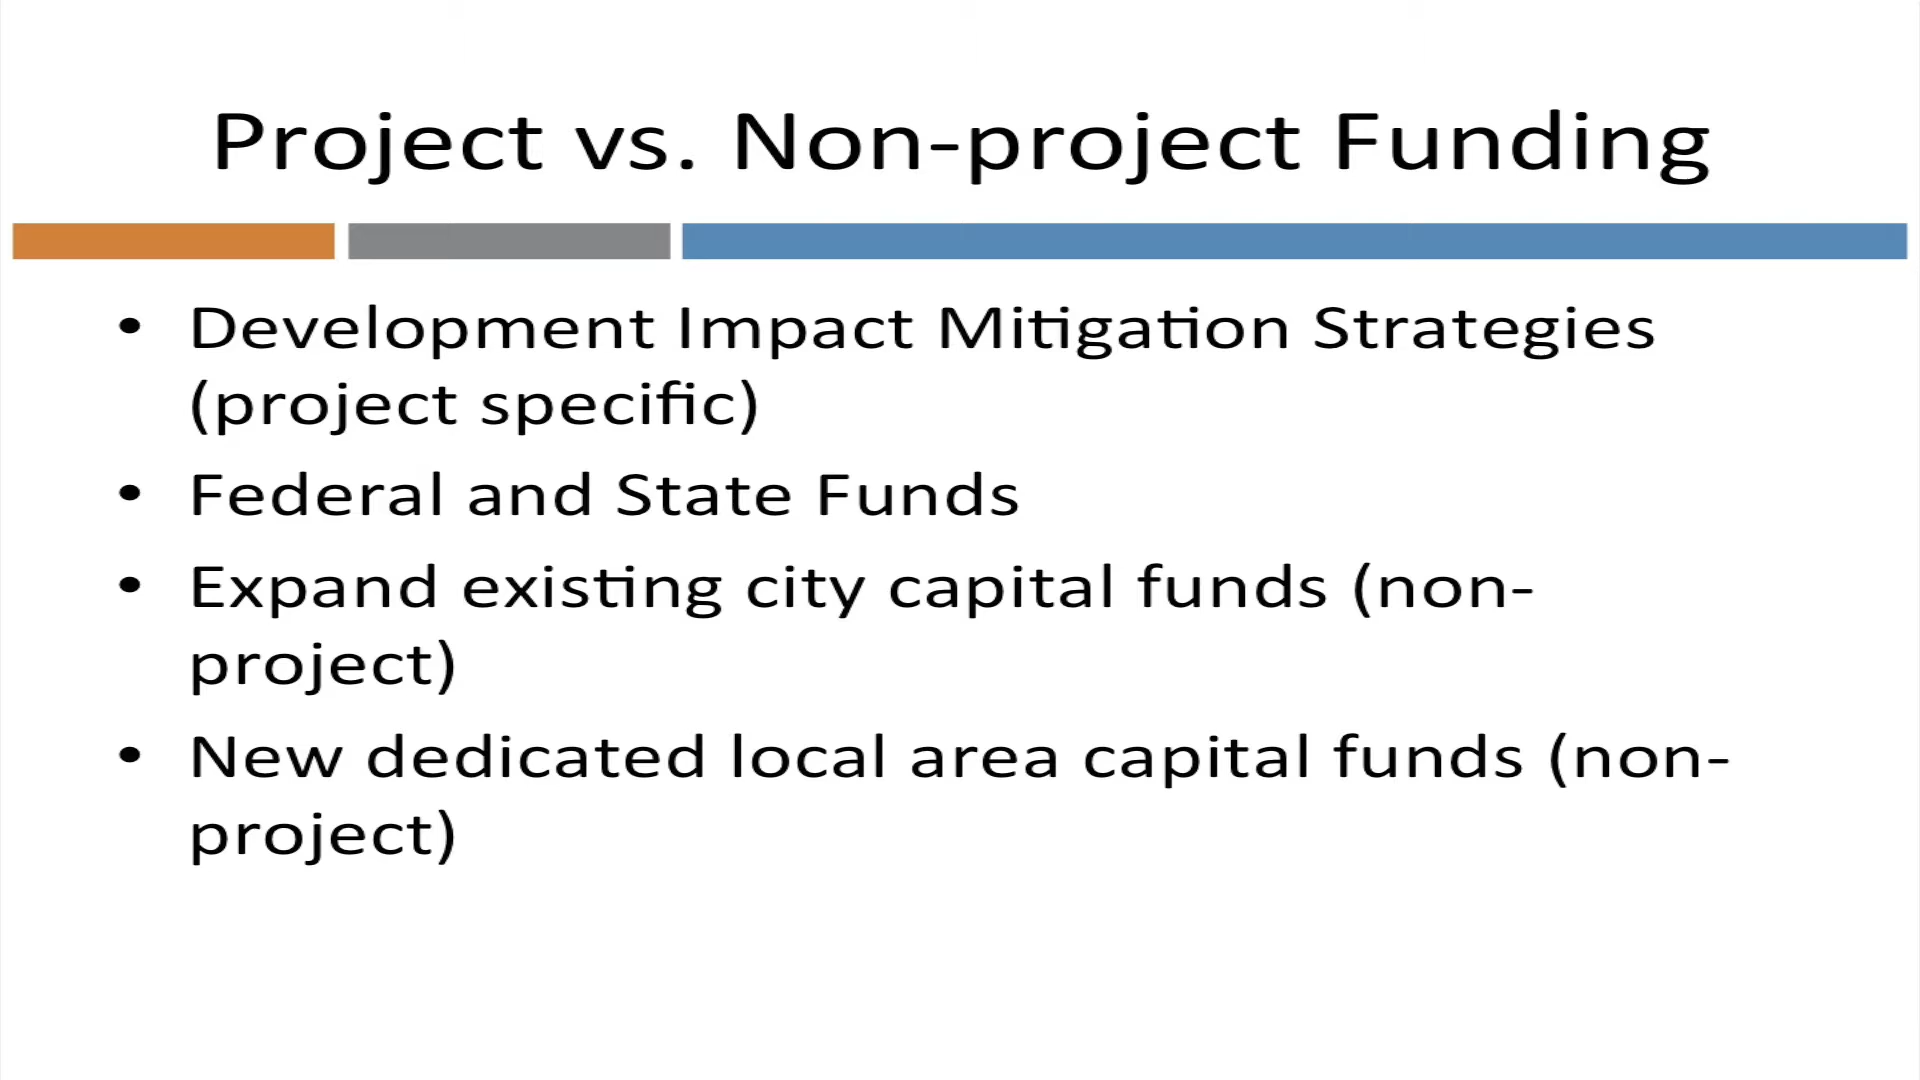 Project vs. Non-project Funding
• Development Impact Mitigation Strategies
(project specific)
• Federal and State Funds
• Expand existing city capital funds (non-
project)
• New dedicated local area capital funds (non-
project)